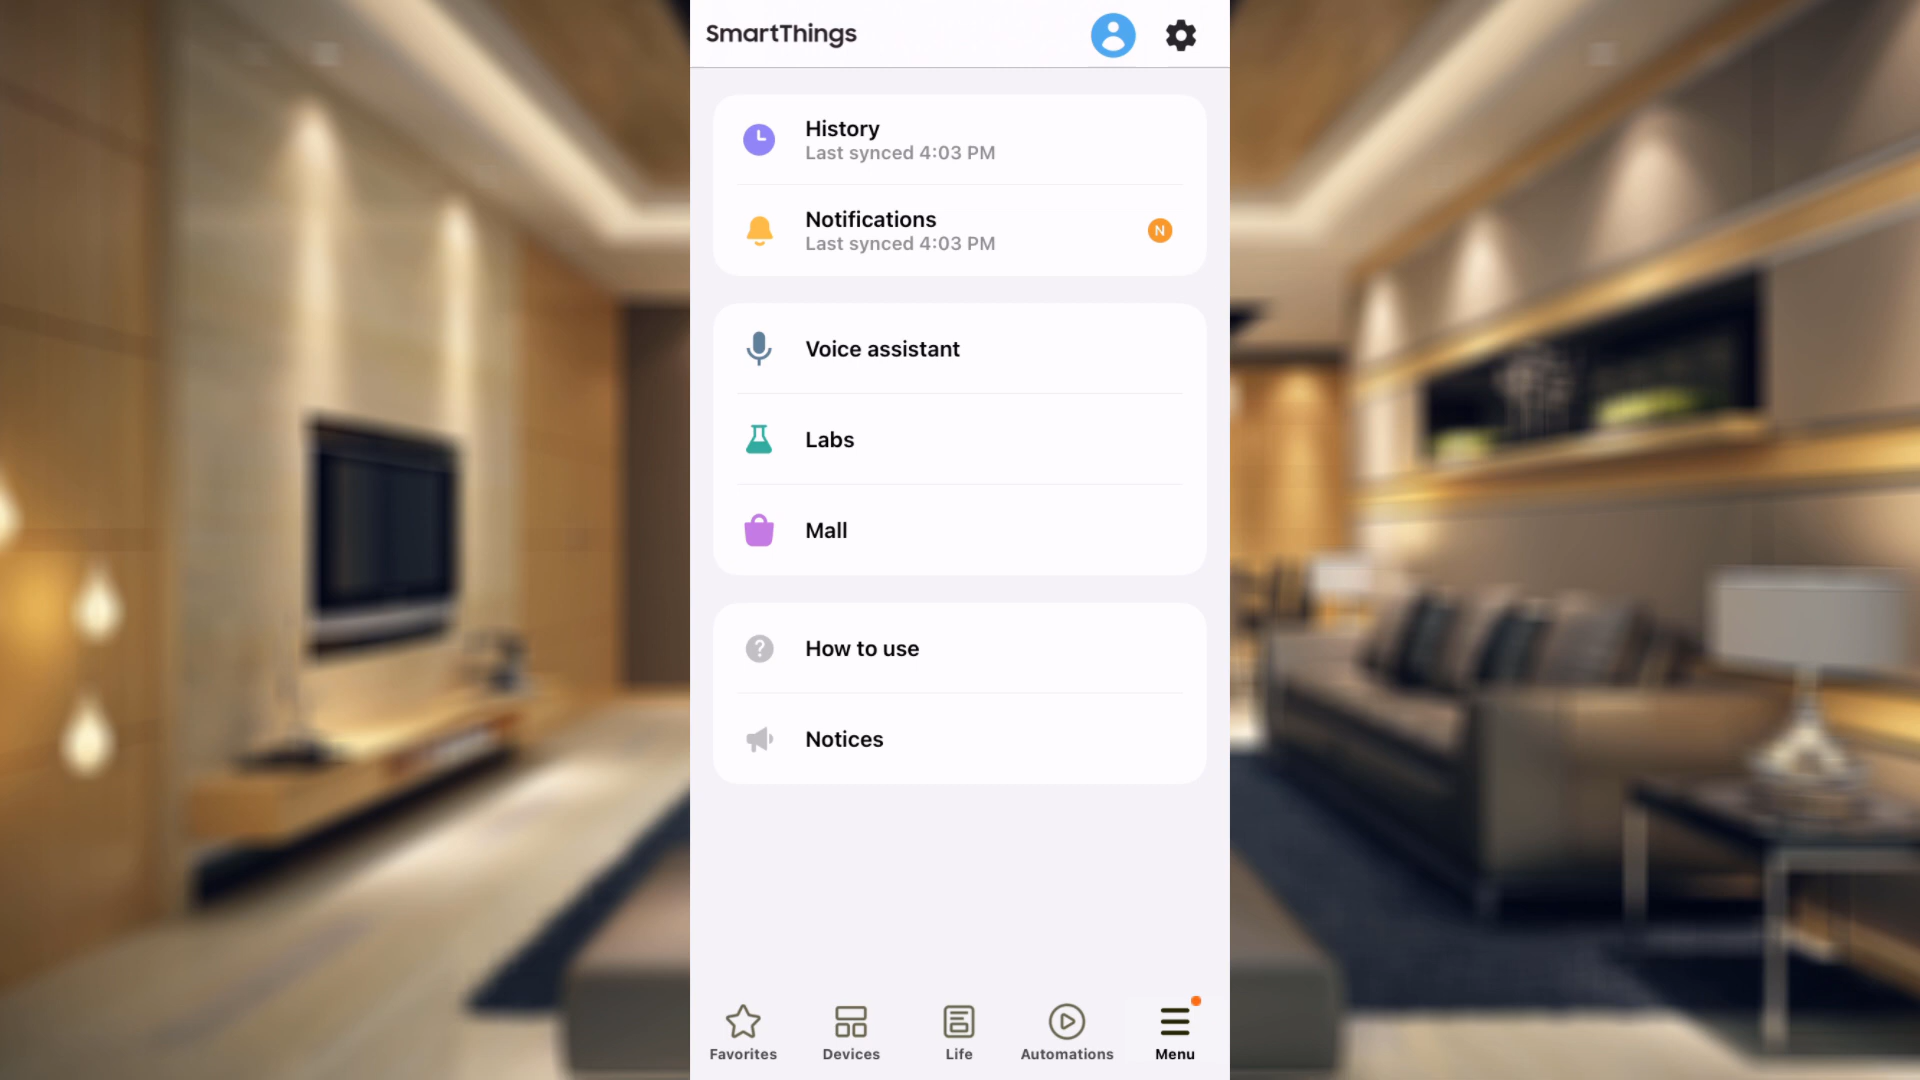 SmartThings
History
Last synced 4:03 PM
Notifications
Last synced 4:03 PM
N
Voice assistant
Labs
Mall
?
How to use
Notices
Favorites
Devices
Life
Automations
Menu